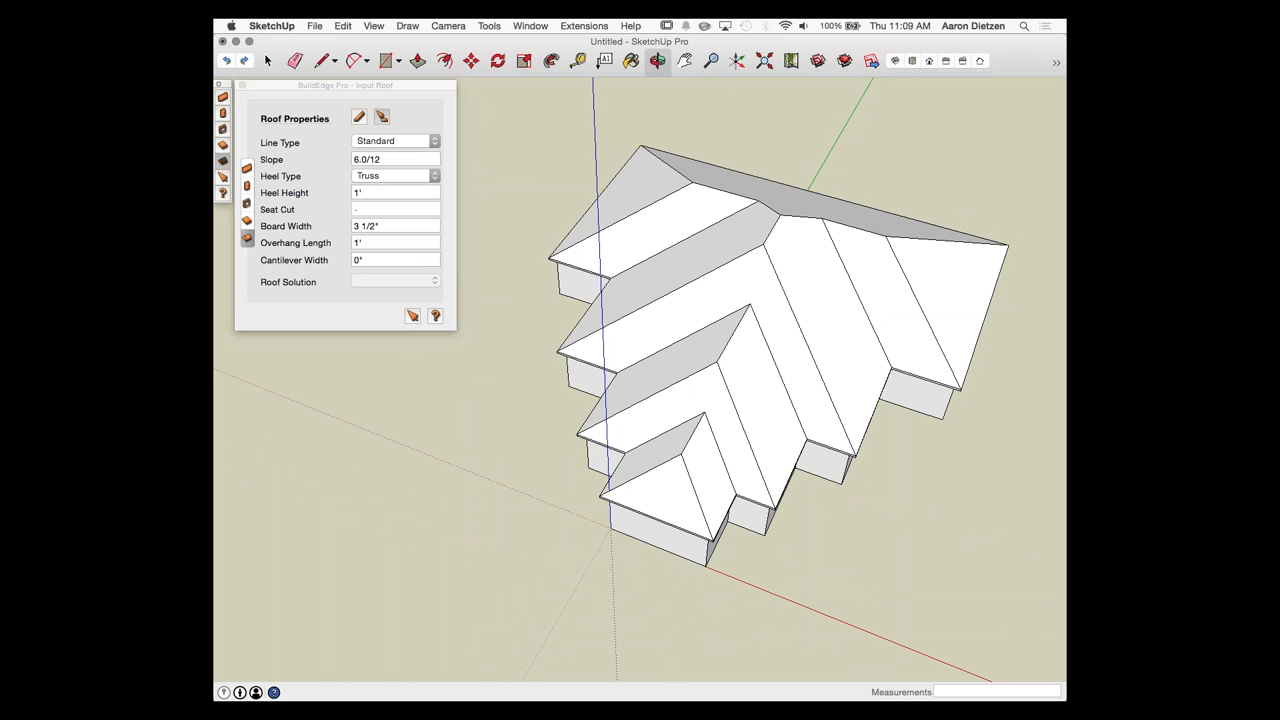 SketchUp File Edit View Draw Camera Tools Window Extensions Help 100% Thu 11:09 AM Aaron Dietzen
Untitled - SketchUp Pro
A1
BuildEdge Pro - Input Roof
Roof Properties
Line Type Standard
Slope 6.0/12
Heel Type Truss
Heel Height 1'
Seat Cut -
Board Width 3 1/2"
Overhang Length 1'
Cantilever Width 0"
Roof Solution
Measurements